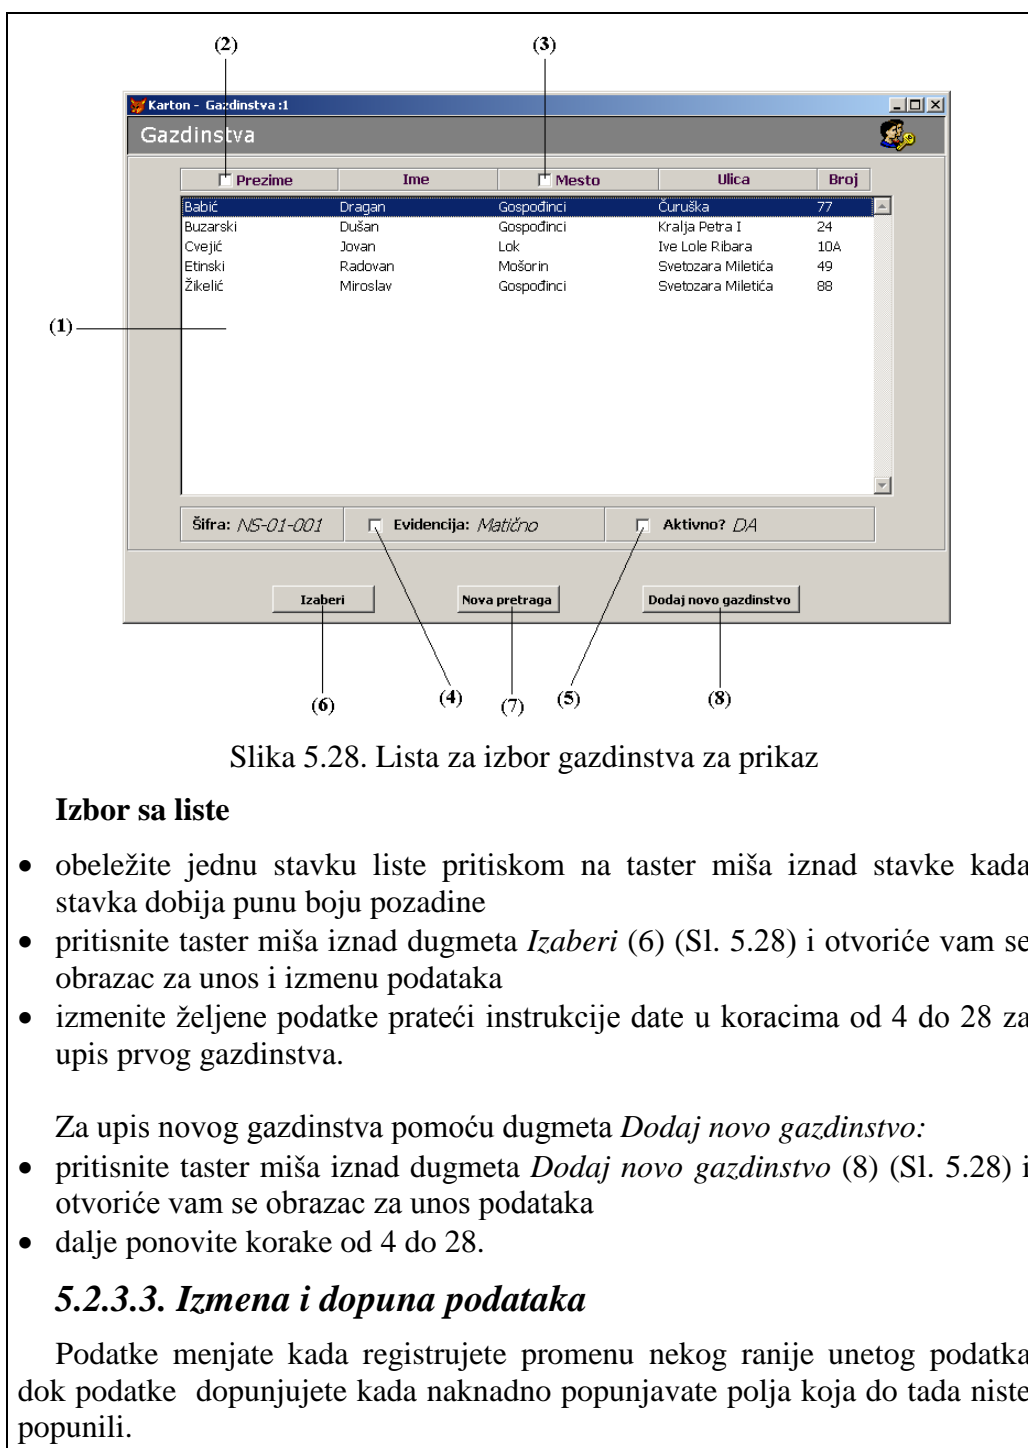 (2) (3)
Karton - Gazdinstva :1
Gazdinstva
Prezime Ime Mesto Ulica Broj
Babić Dragan Gospođinci Čuruška 77
Buzarski Dušan Gospođinci Kralja Petra I 24
Cvejić Jovan Lok Ive Lole Ribara 10A
Etinski Radovan Mošorin Svetozara Miletića 49
Žikelić Miroslav Gospođinci Svetozara Miletića 88
(1)
Šifra: NS-01-001 Evidencija: Matično Aktivno? DA
Izaberi Nova pretraga Dodaj novo gazdinstvo
(6) (4) (7) (5) (8)
Slika 5.28. Lista za izbor gazdinstva za prikaz
Izbor sa liste
• obeležite jednu stavku liste pritiskom na taster miša iznad stavke kada
stavka dobija punu boju pozadine
• pritisnite taster miša iznad dugmeta Izaberi (6) (Sl. 5.28) i otvoriće vam se
obrazac za unos i izmenu podataka
• izmenite željene podatke prateći instrukcije date u koracima od 4 do 28 za
upis prvog gazdinstva.
Za upis novog gazdinstva pomoću dugmeta Dodaj novo gazdinstvo:
• pritisnite taster miša iznad dugmeta Dodaj novo gazdinstvo (8) (Sl. 5.28) i
otvoriće vam se obrazac za unos podataka
• dalje ponovite korake od 4 do 28.
5.2.3.3. Izmena i dopuna podataka
Podatke menjate kada registrujete promenu nekog ranije unetog podatka
dok podatke dopunjujete kada naknadno popunjavate polja koja do tada niste
popunili.